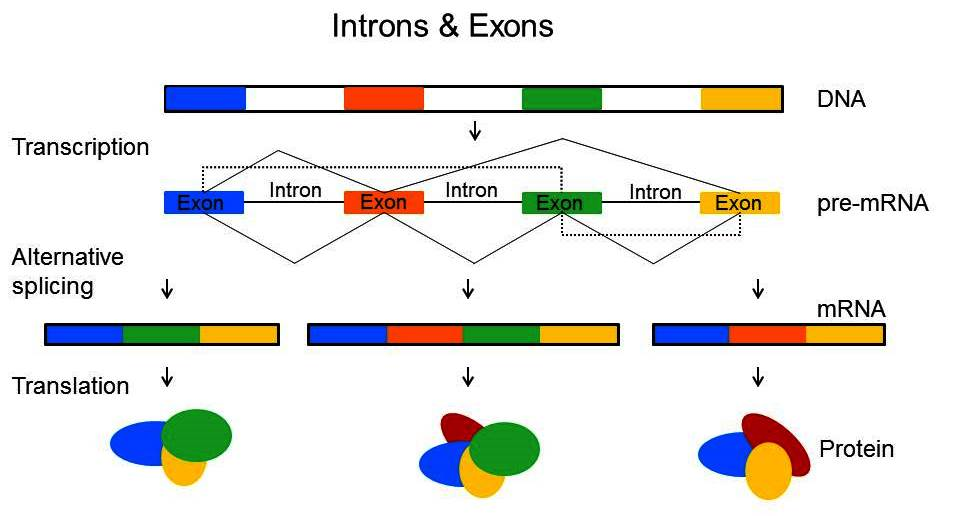 Introns & Exons
DNA
Transcription
Intron
Intron
Intron
Exon
Exon
Exon
Exon
pre-mRNA
Alternative
splicing
mRNA
Translation
Protein